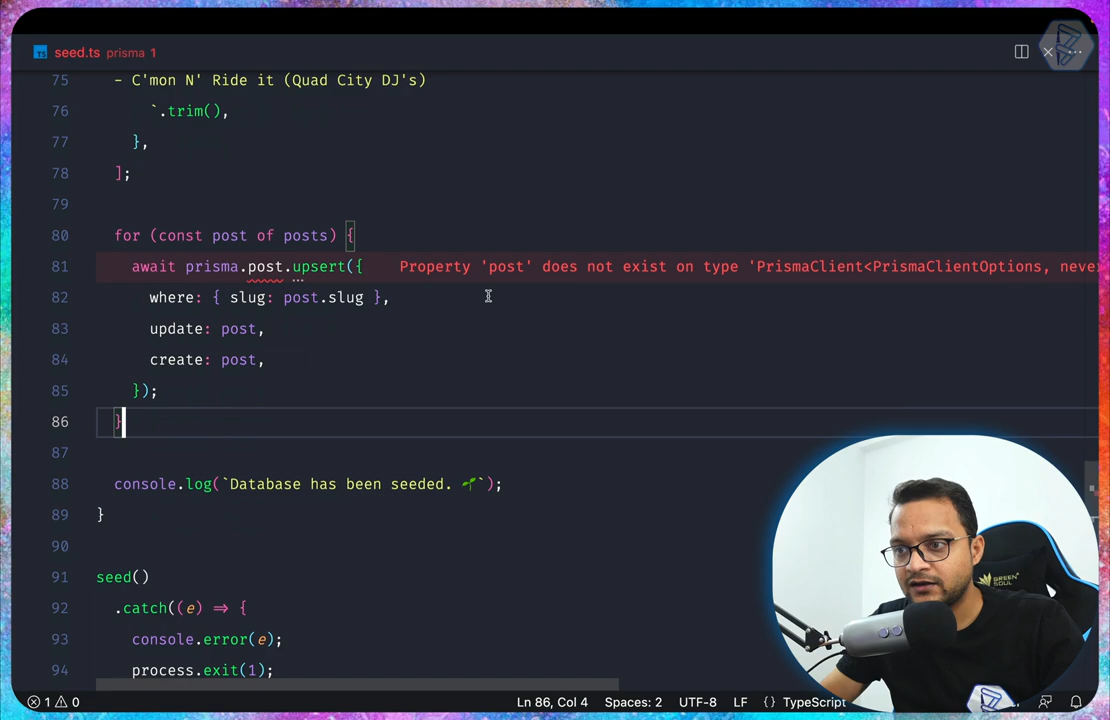 seed.ts prisma 1
75 - C'mon N' Ride it (Quad City DJ's)
76 `.trim(),
77 },
78 ];
79
80 for (const post of posts) {
81 await prisma.post.upsert({ Property 'post' does not exist on type 'PrismaClient<PrismaClientOptions, neve
82 where: { slug: post.slug },
83 update: post,
84 create: post,
85 });
86 }
87
88 console.log(`Database has been seeded. 🌱`);
89 }
90
91 seed()
92 .catch((e) => {
93 console.error(e);
94 process.exit(1);
GREEN SOUL
1 0 Ln 86, Col 4 Spaces: 2 UTF-8 LF {} TypeScript